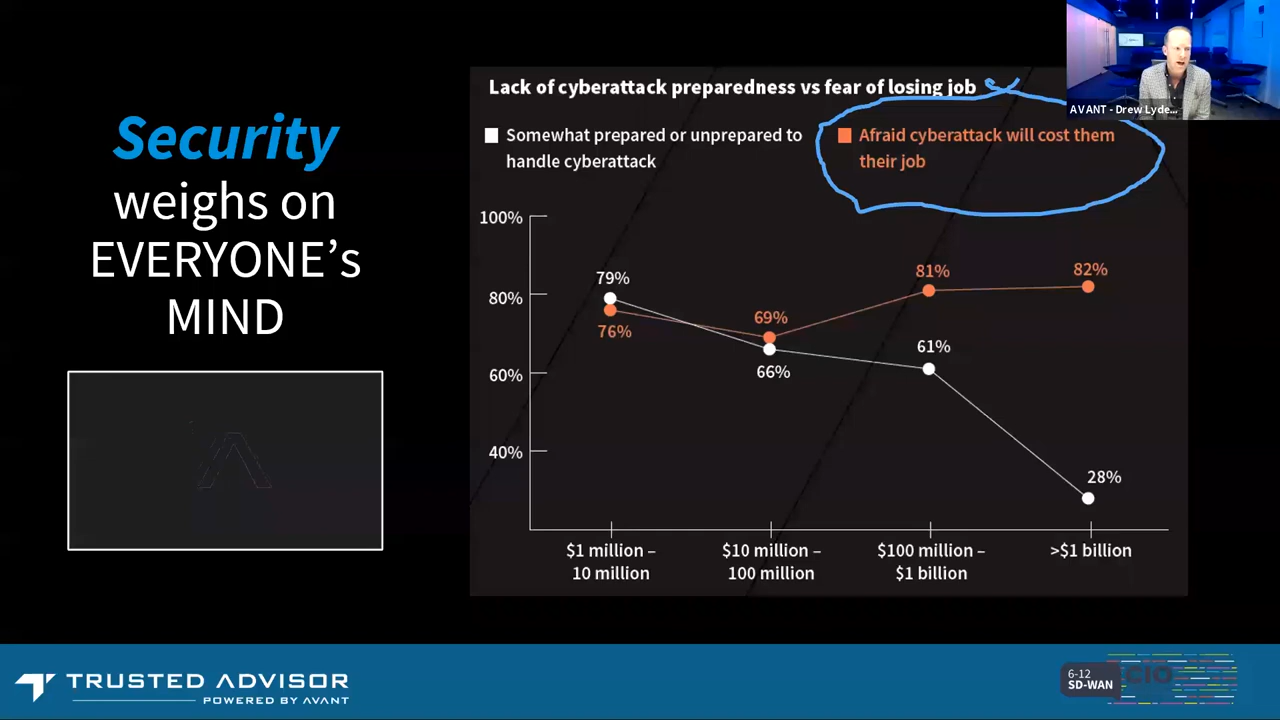 Security
weighs on
EVERYONE’s
MIND
Lack of cyberattack preparedness vs fear of losing job
Somewhat prepared or unprepared to
handle cyberattack
Afraid cyberattack will cost them
their job
100%
80%
60%
40%
79%
76%
69%
66%
81%
61%
82%
28%
$1 million –
10 million
$10 million –
100 million
$100 million –
$1 billion
>$1 billion
AVANT - Drew Lyde...
TRUSTED ADVISOR
POWERED BY AVANT
6-12
SD-WAN
CIO